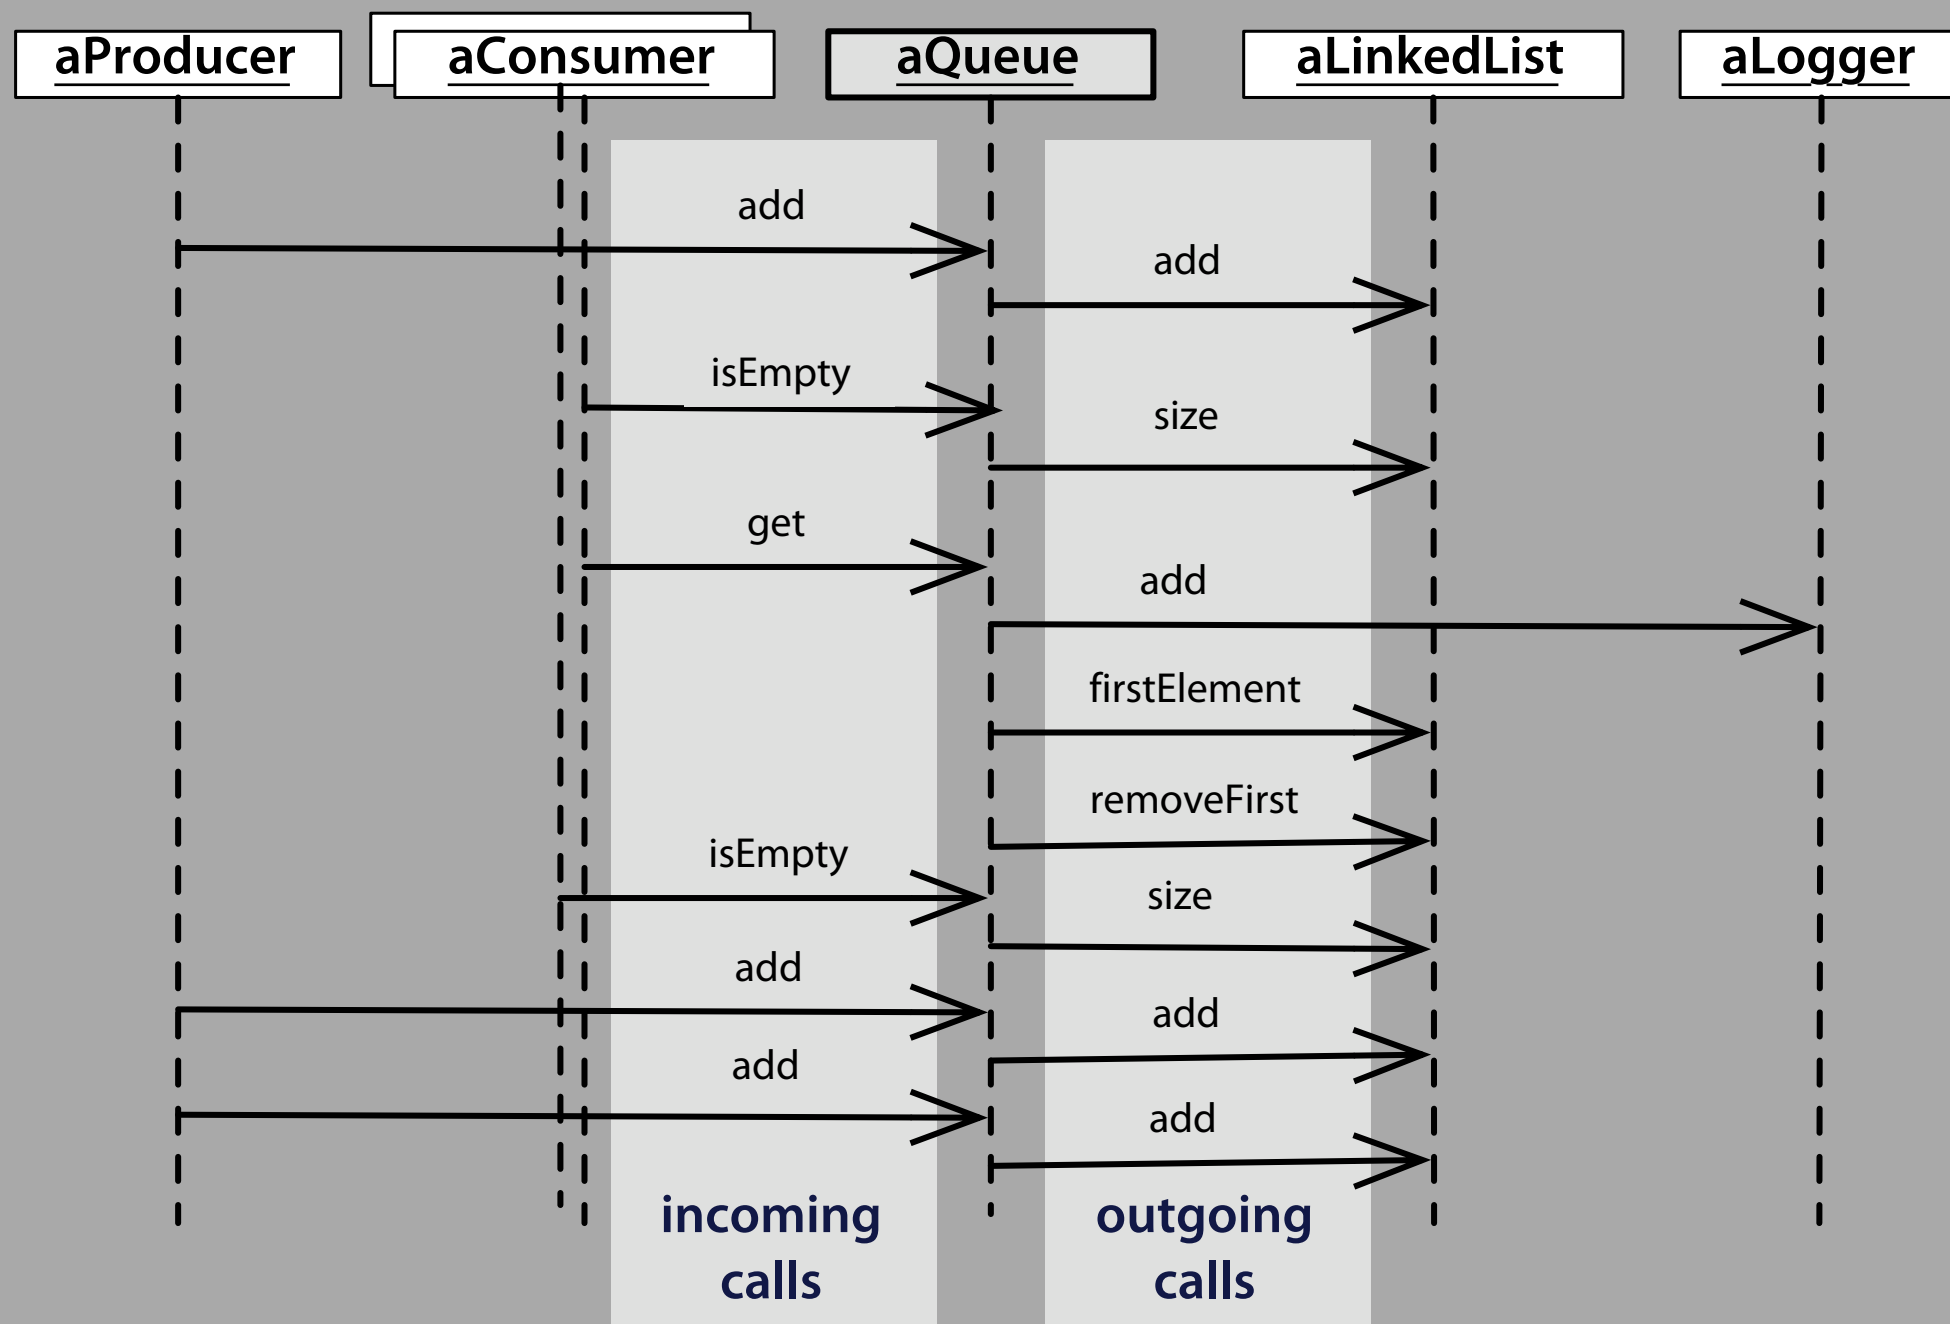 aProducer
aConsumer
aQueue
aLinkedList
aLogger
add
add
isEmpty
size
get
add
firstElement
removeFirst
isEmpty
size
add
add
add
add
incoming
calls
outgoing
calls